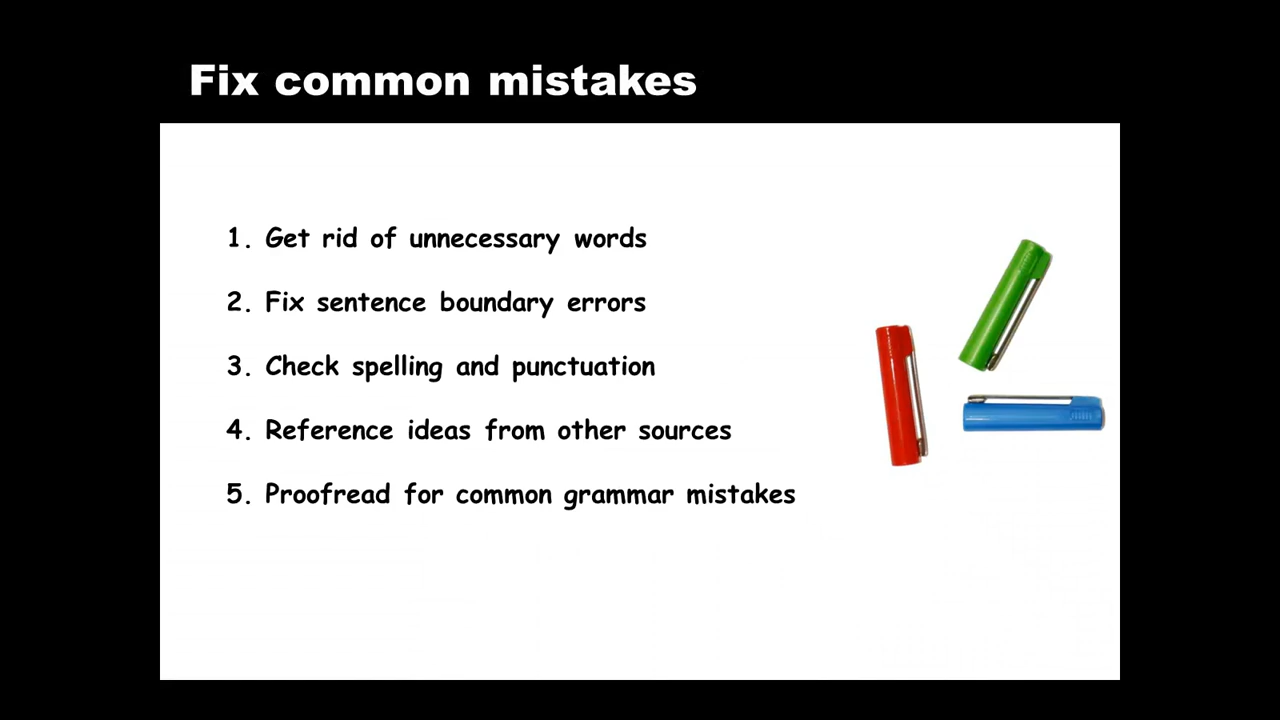 Fix common mistakes
1. Get rid of unnecessary words
2. Fix sentence boundary errors
3. Check spelling and punctuation
4. Reference ideas from other sources
5. Proofread for common grammar mistakes